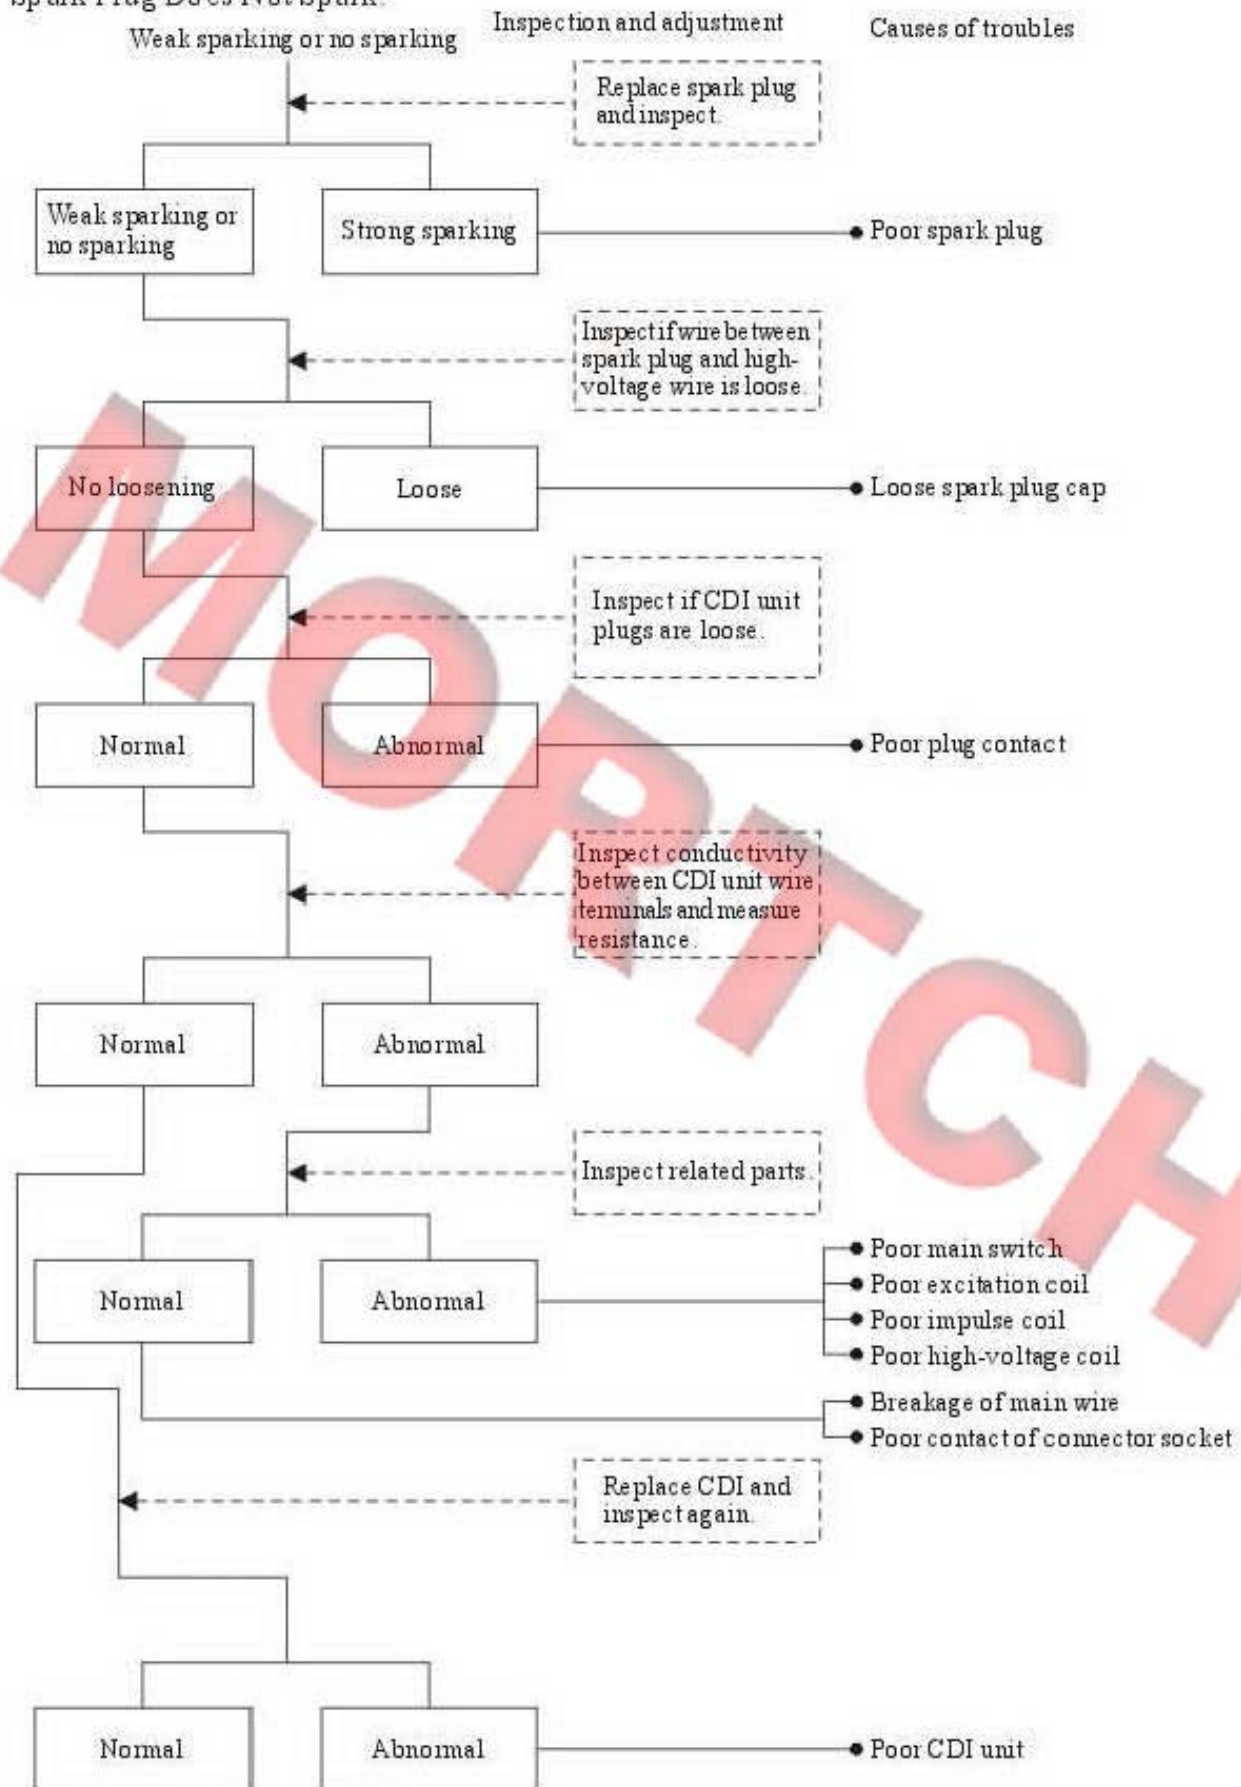 Spark Plug Does Not Spark.
Weak sparking or no sparking
Inspection and adjustment
Causes of troubles
Replace spark plug
and inspect.
Weak sparking or
no sparking
Strong sparking
Poor spark plug
Inspect if wire between
spark plug and high-
voltage wire is loose.
No loosening
Loose
Loose spark plug cap
Inspect if CDI unit
plugs are loose.
Normal
Abnormal
Poor plug contact
Inspect conductivity
between CDI unit wire
terminals and measure
resistance.
Normal
Abnormal
Inspect related parts.
Normal
Abnormal
Poor main switch
Poor excitation coil
Poor impulse coil
Poor high-voltage coil
Breakage of main wire
Poor contact of connector socket
Replace CDI and
inspect again.
Normal
Abnormal
Poor CDI unit
MORTCH